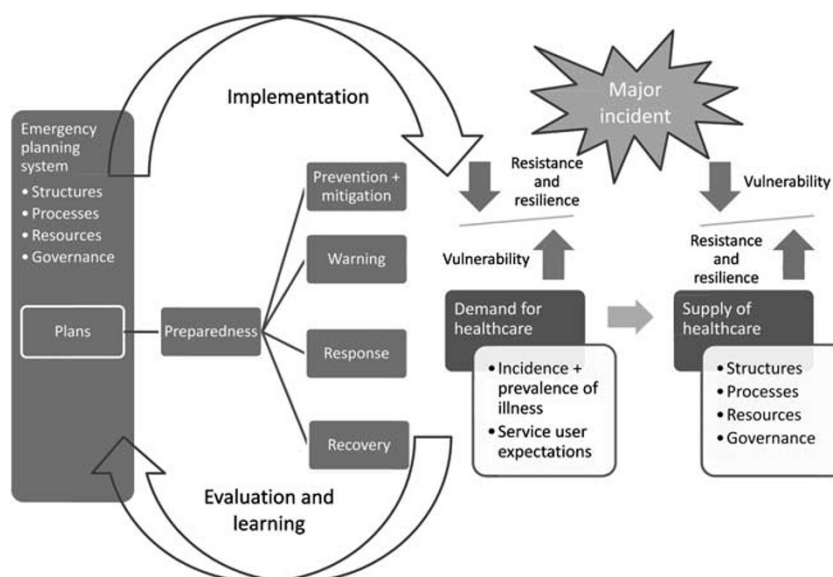 Implementation
Emergency
planning
system
• Structures
• Processes
• Resources
• Governance
Plans
Preparedness
Prevention +
mitigation
Warning
Response
Recovery
Evaluation and
learning
Major
incident
Resistance
and
resilience
Vulnerability
Vulnerability
Resistance
and
resilience
Demand for
healthcare
• Incidence +
prevalence of
illness
• Service user
expectations
Supply of
healthcare
• Structures
• Processes
• Resources
• Governance